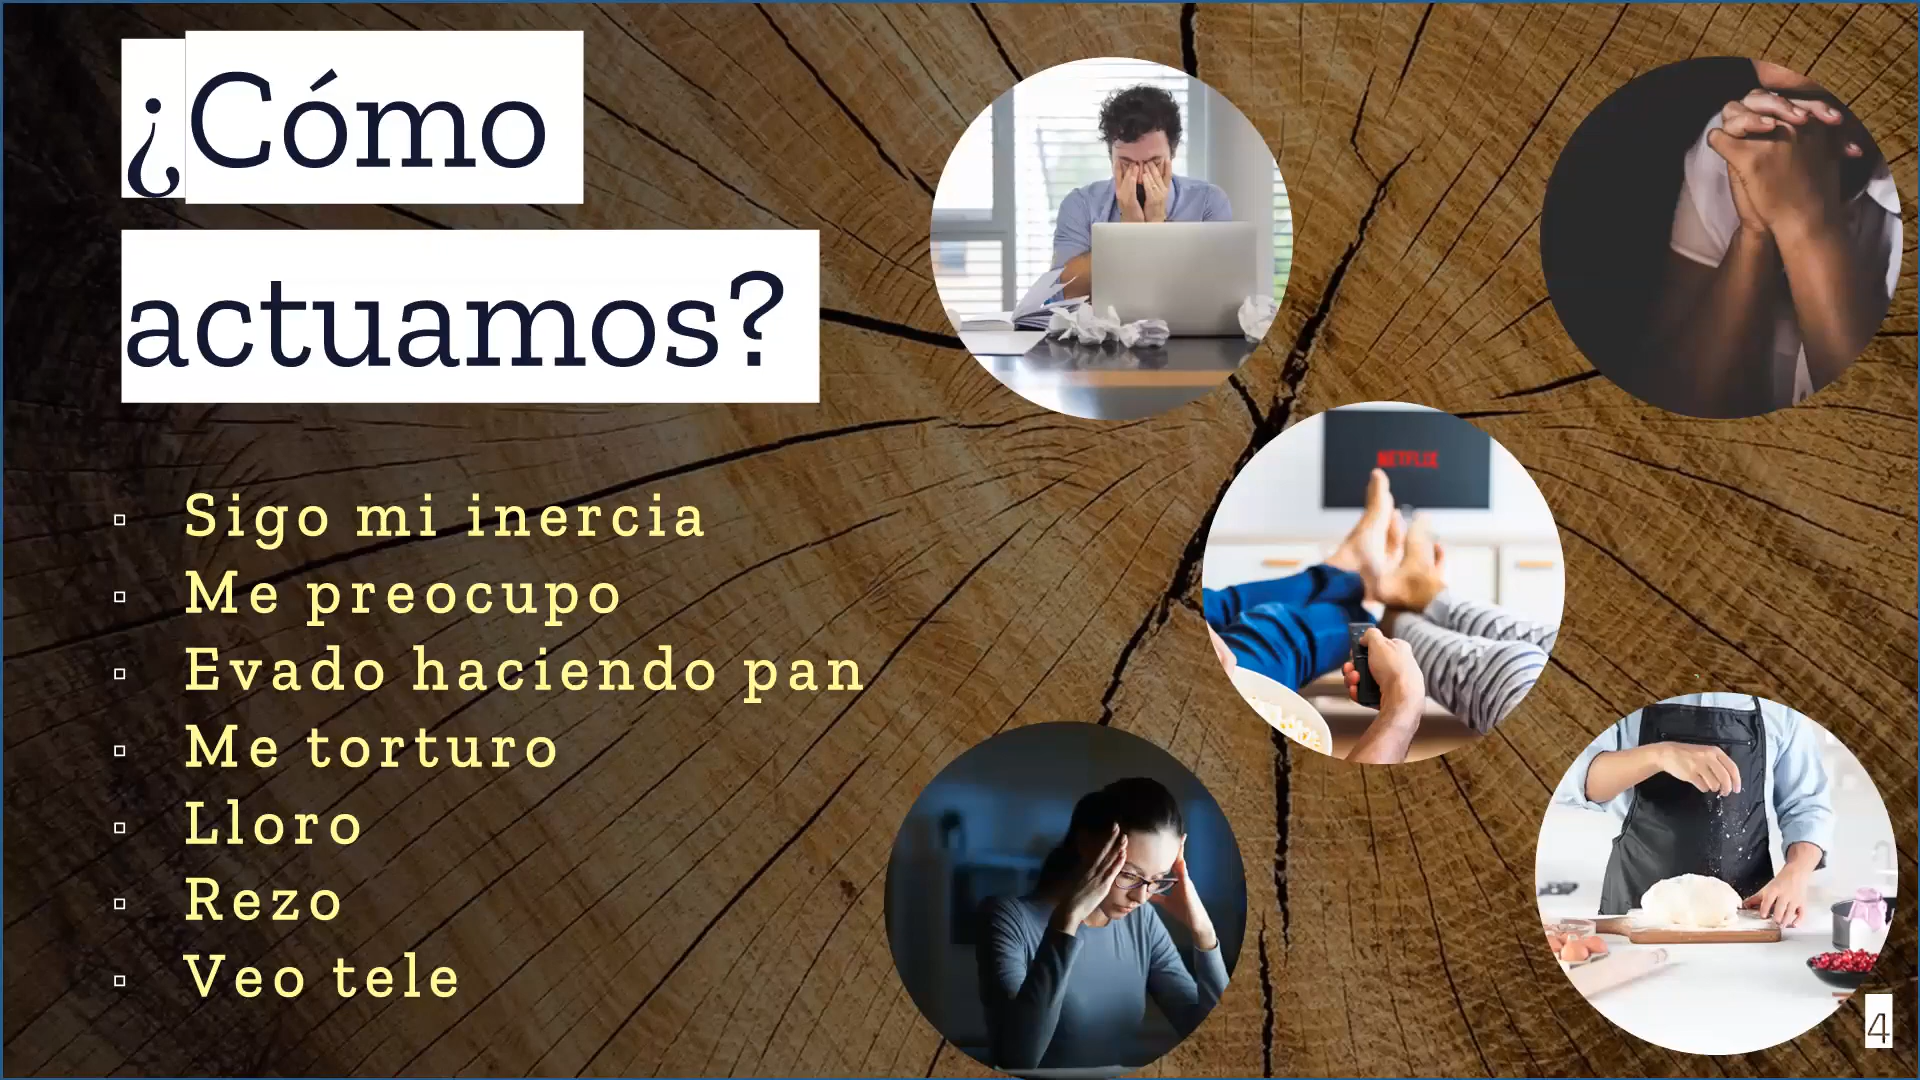 ¿Cómo
actuamos?
Sigo mi inercia
Me preocupo
Evado haciendo pan
Me torturo
Lloro
Rezo
Veo tele
NETFLIX
4